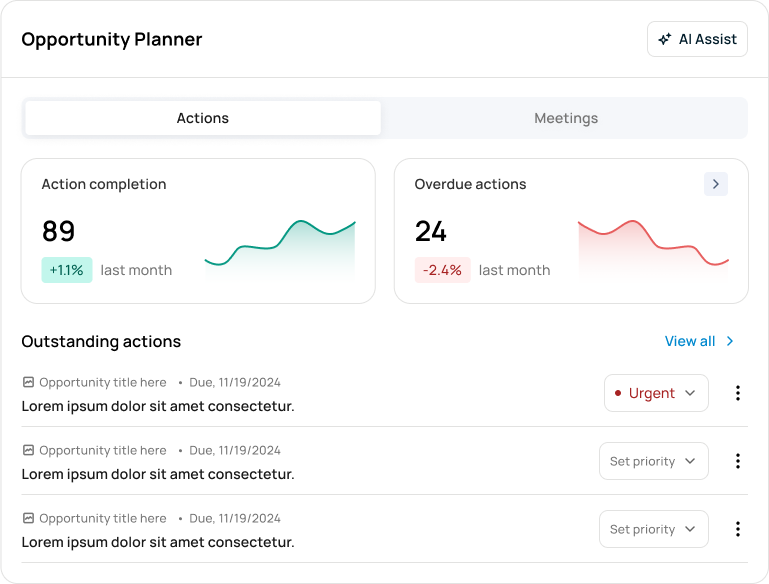 Opportunity Planner
AI Assist
Actions
Meetings
Action completion
89
+1.1% last month
Overdue actions
24
-2.4% last month
Outstanding actions
View all
Opportunity title here • Due, 11/19/2024
Lorem ipsum dolor sit amet consectetur.
Urgent
Opportunity title here • Due, 11/19/2024
Lorem ipsum dolor sit amet consectetur.
Set priority
Opportunity title here • Due, 11/19/2024
Lorem ipsum dolor sit amet consectetur.
Set priority